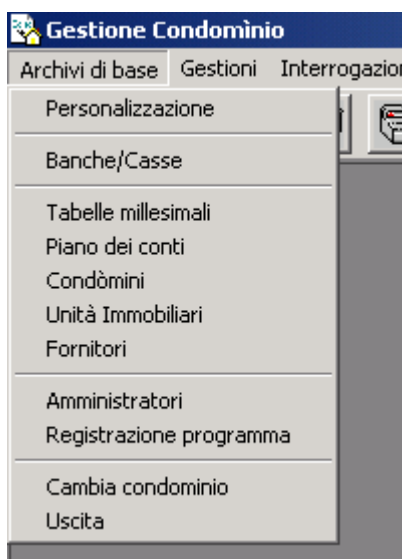 Gestione Condomìnio
Archivi di base Gestioni
Personalizzazione
Banche/Casse
Tabelle millesimali
Piano dei conti
Condòmini
Unità Immobiliari
Fornitori
Amministratori
Registrazione programma
Cambia condominio
Uscita